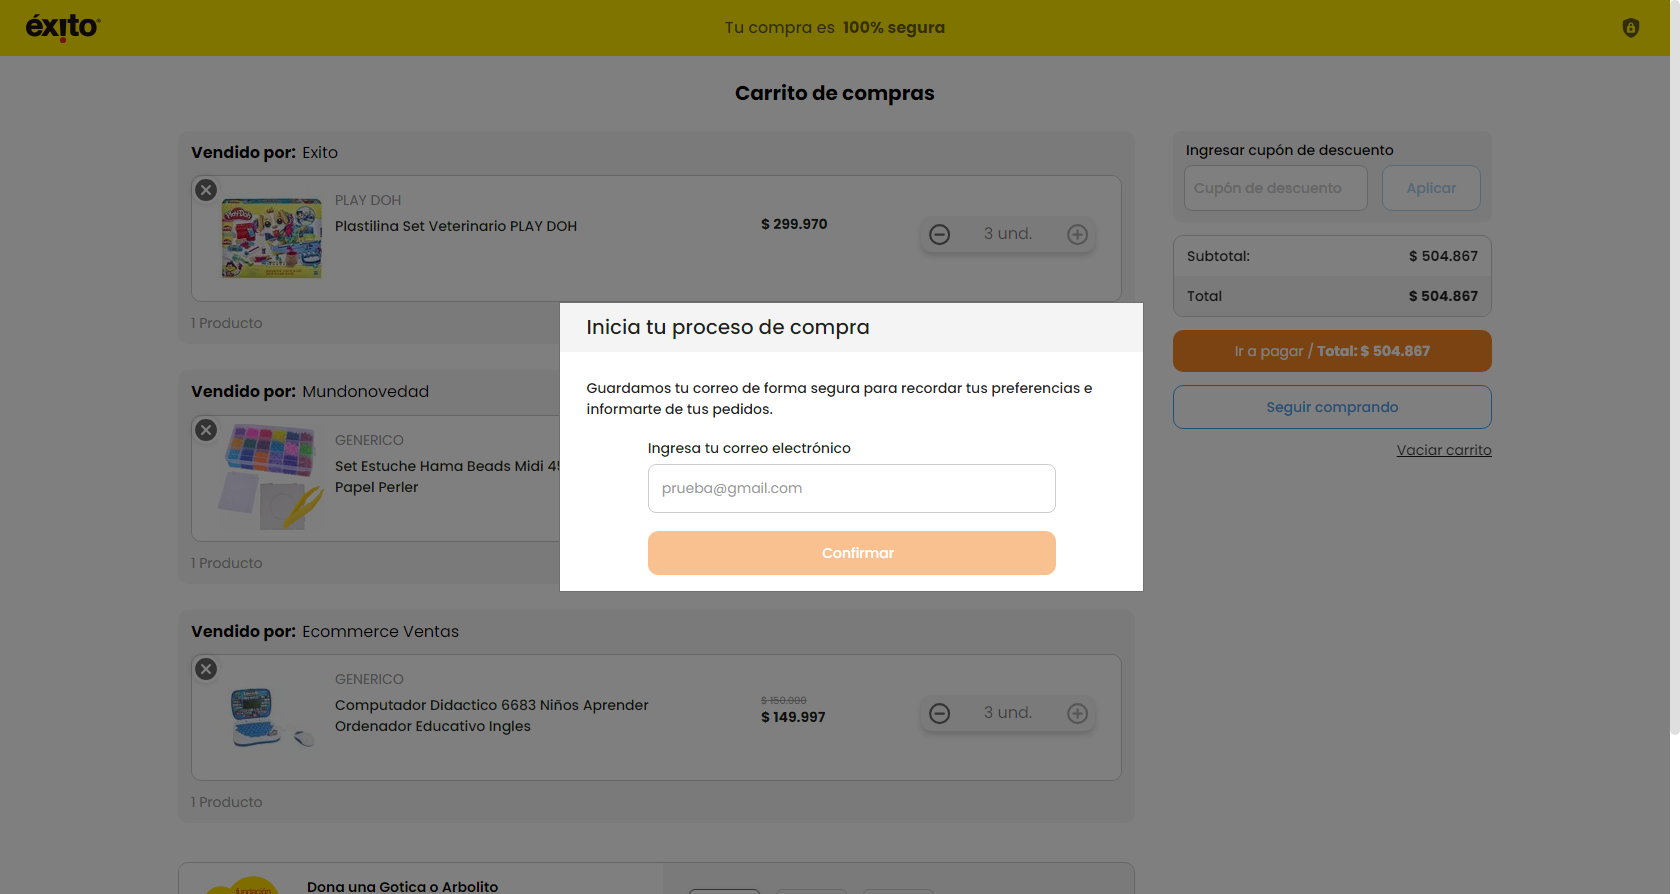 éxito
Tu compra es 100% segura
Carrito de compras
Vendido por: Exito
PLAY DOH
Plastilina Set Veterinario PLAY DOH
$ 299.970
3 und.
1 Producto
Vendido por: Mundonovedad
GENERICO
Set Estuche Hama Beads Midi
Papel Perler
1 Producto
Vendido por: Ecommerce Ventas
GENERICO
Computador Didactico 6683 Niños Aprender
Ordenador Educativo Ingles
$ 150.000
$ 149.997
3 und.
1 Producto
fundación
Dona una Gotica o Arbolito
Ingresar cupón de descuento
Cupón de descuento
Aplicar
Subtotal: $ 504.867
Total $ 504.867
Ir a pagar / Total: $ 504.867
Seguir comprando
Vaciar carrito
Inicia tu proceso de compra
Guardamos tu correo de forma segura para recordar tus preferencias e
informarte de tus pedidos.
Ingresa tu correo electrónico
prueba@gmail.com
Confirmar